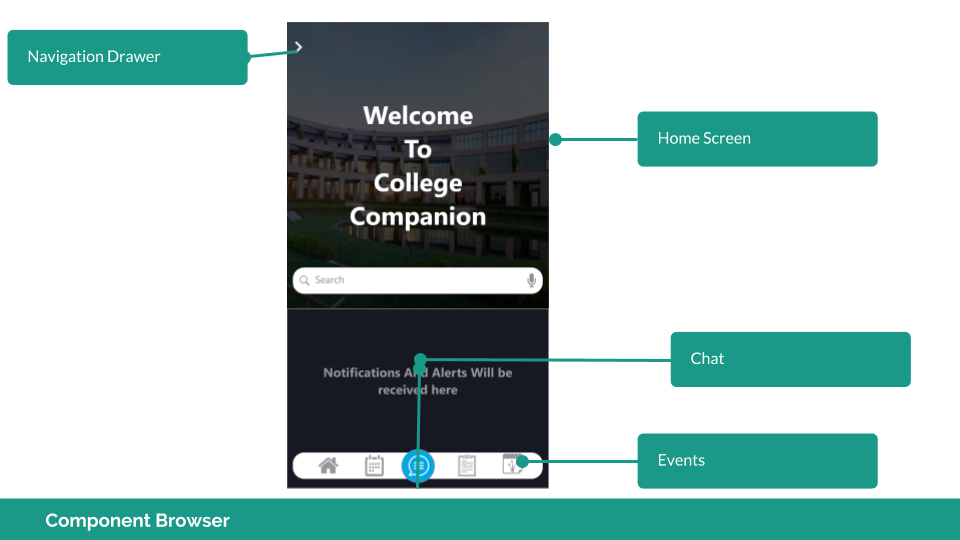 Navigation Drawer
Welcome
To
College
Companion
Home Screen
Search
Chat
Notifications And Alerts Will be
received here
Events
Component Browser